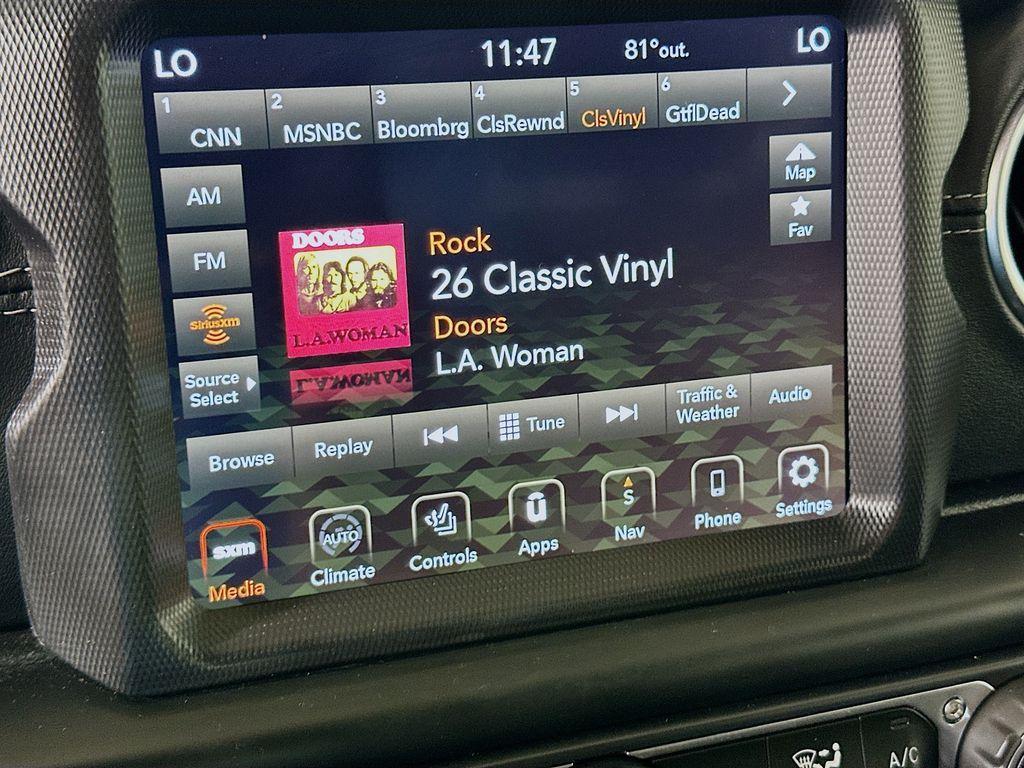 LO 11:47 81°out. LO
1 CNN
2 MSNBC
3 Bloombrg
4 ClsRewnd
5 ClsVinyl
6 GtflDead
Map
Fav
AM
FM
SiriusXM
Source
Select
DOORS
L.A.WOMAN
Rock
26 Classic Vinyl
Doors
L.A. Woman
Browse
Replay
Tune
Traffic &
Weather
Audio
sxm
Media
AUTO
Climate
Controls
u
Apps
S
Nav
Phone
Settings
A/C